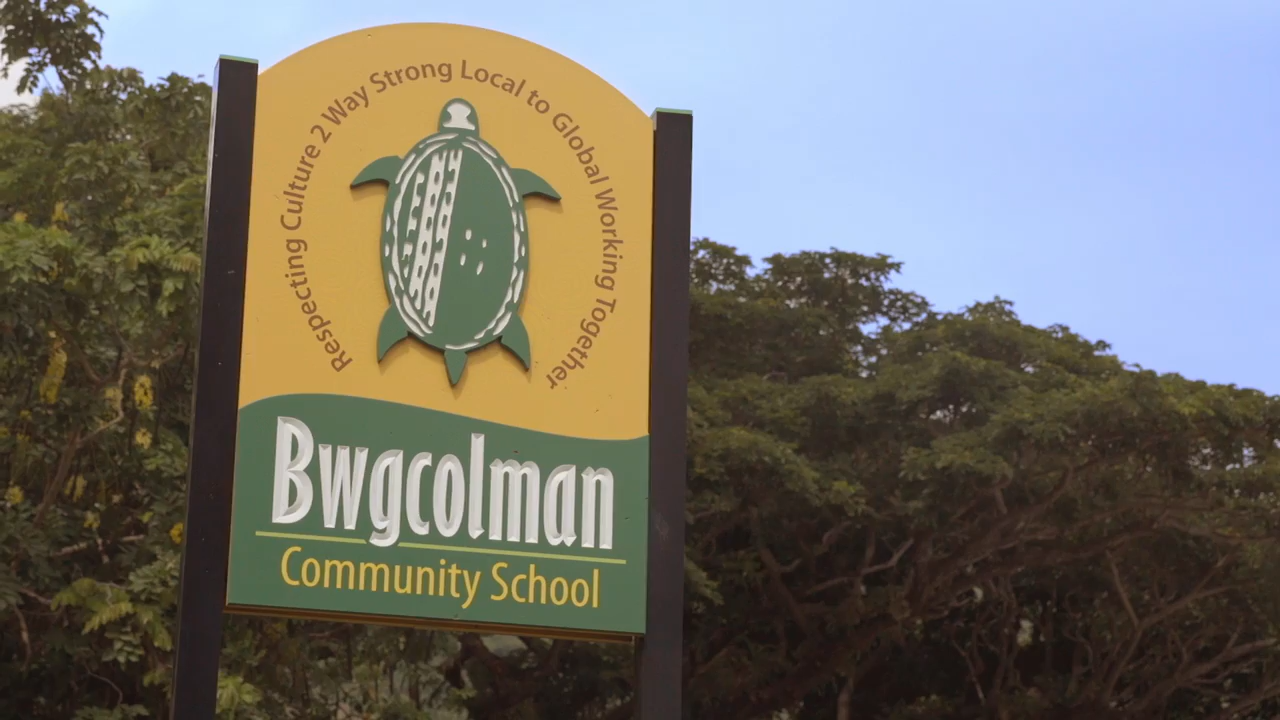 Respecting Culture 2 Way Strong Local to Global Working Together
Bwgcolman
Community School